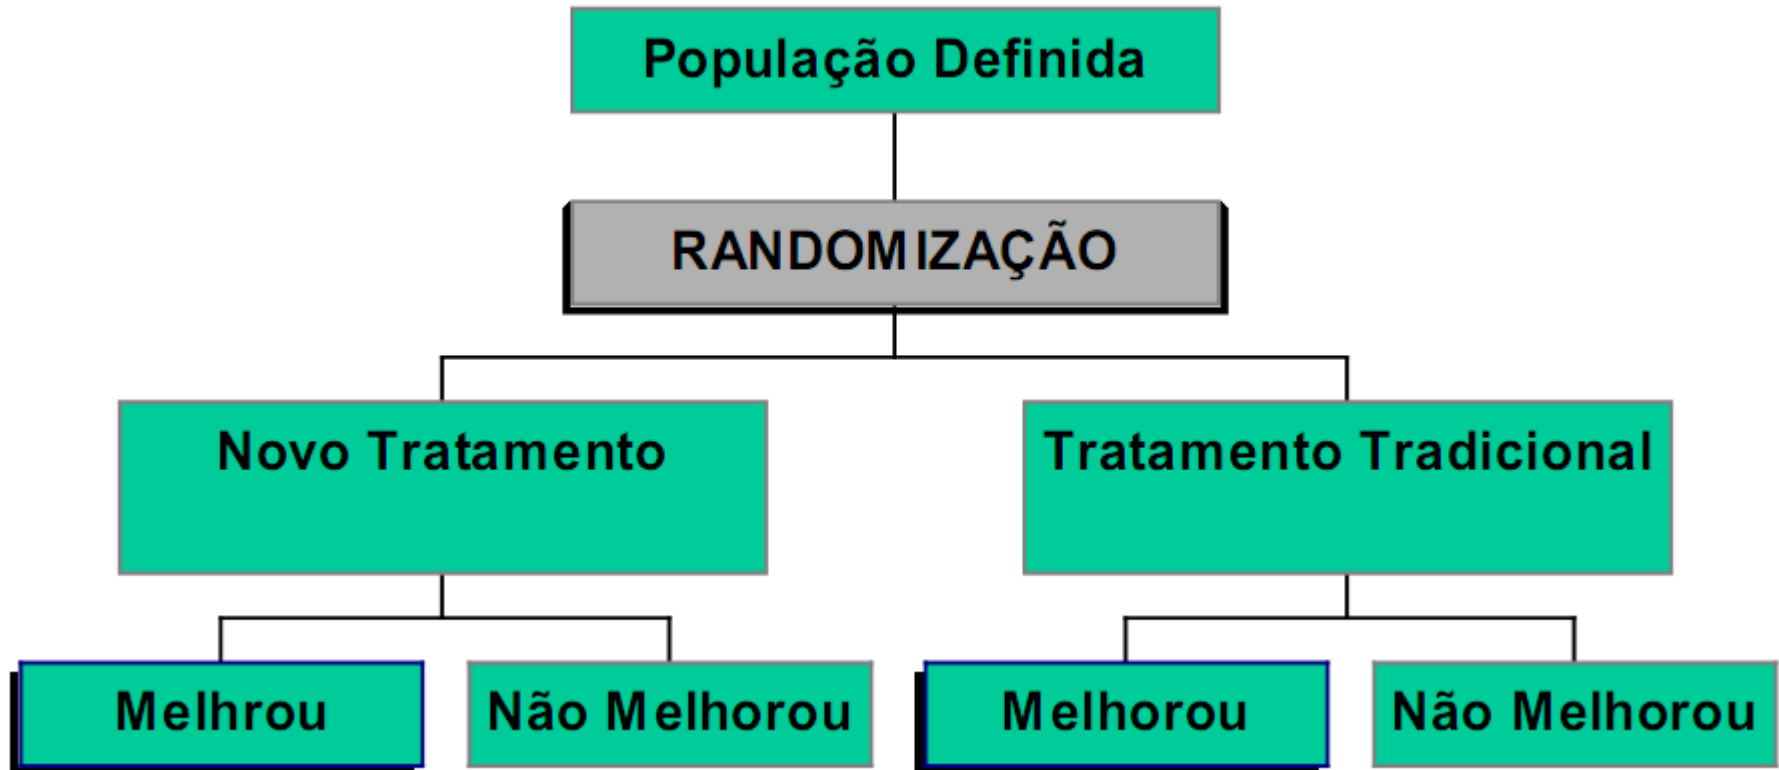 População Definida
RANDOMIZAÇÃO
Novo Tratamento
Tratamento Tradicional
Melhrou
Não Melhorou
Melhorou
Não Melhorou